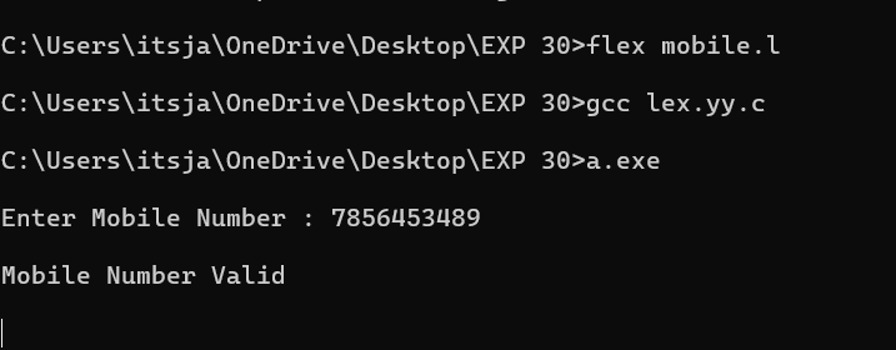 C:\Users\itsja\OneDrive\Desktop\EXP 30>flex mobile.l
C:\Users\itsja\OneDrive\Desktop\EXP 30>gcc lex.yy.c
C:\Users\itsja\OneDrive\Desktop\EXP 30>a.exe
Enter Mobile Number : 7856453489
Mobile Number Valid